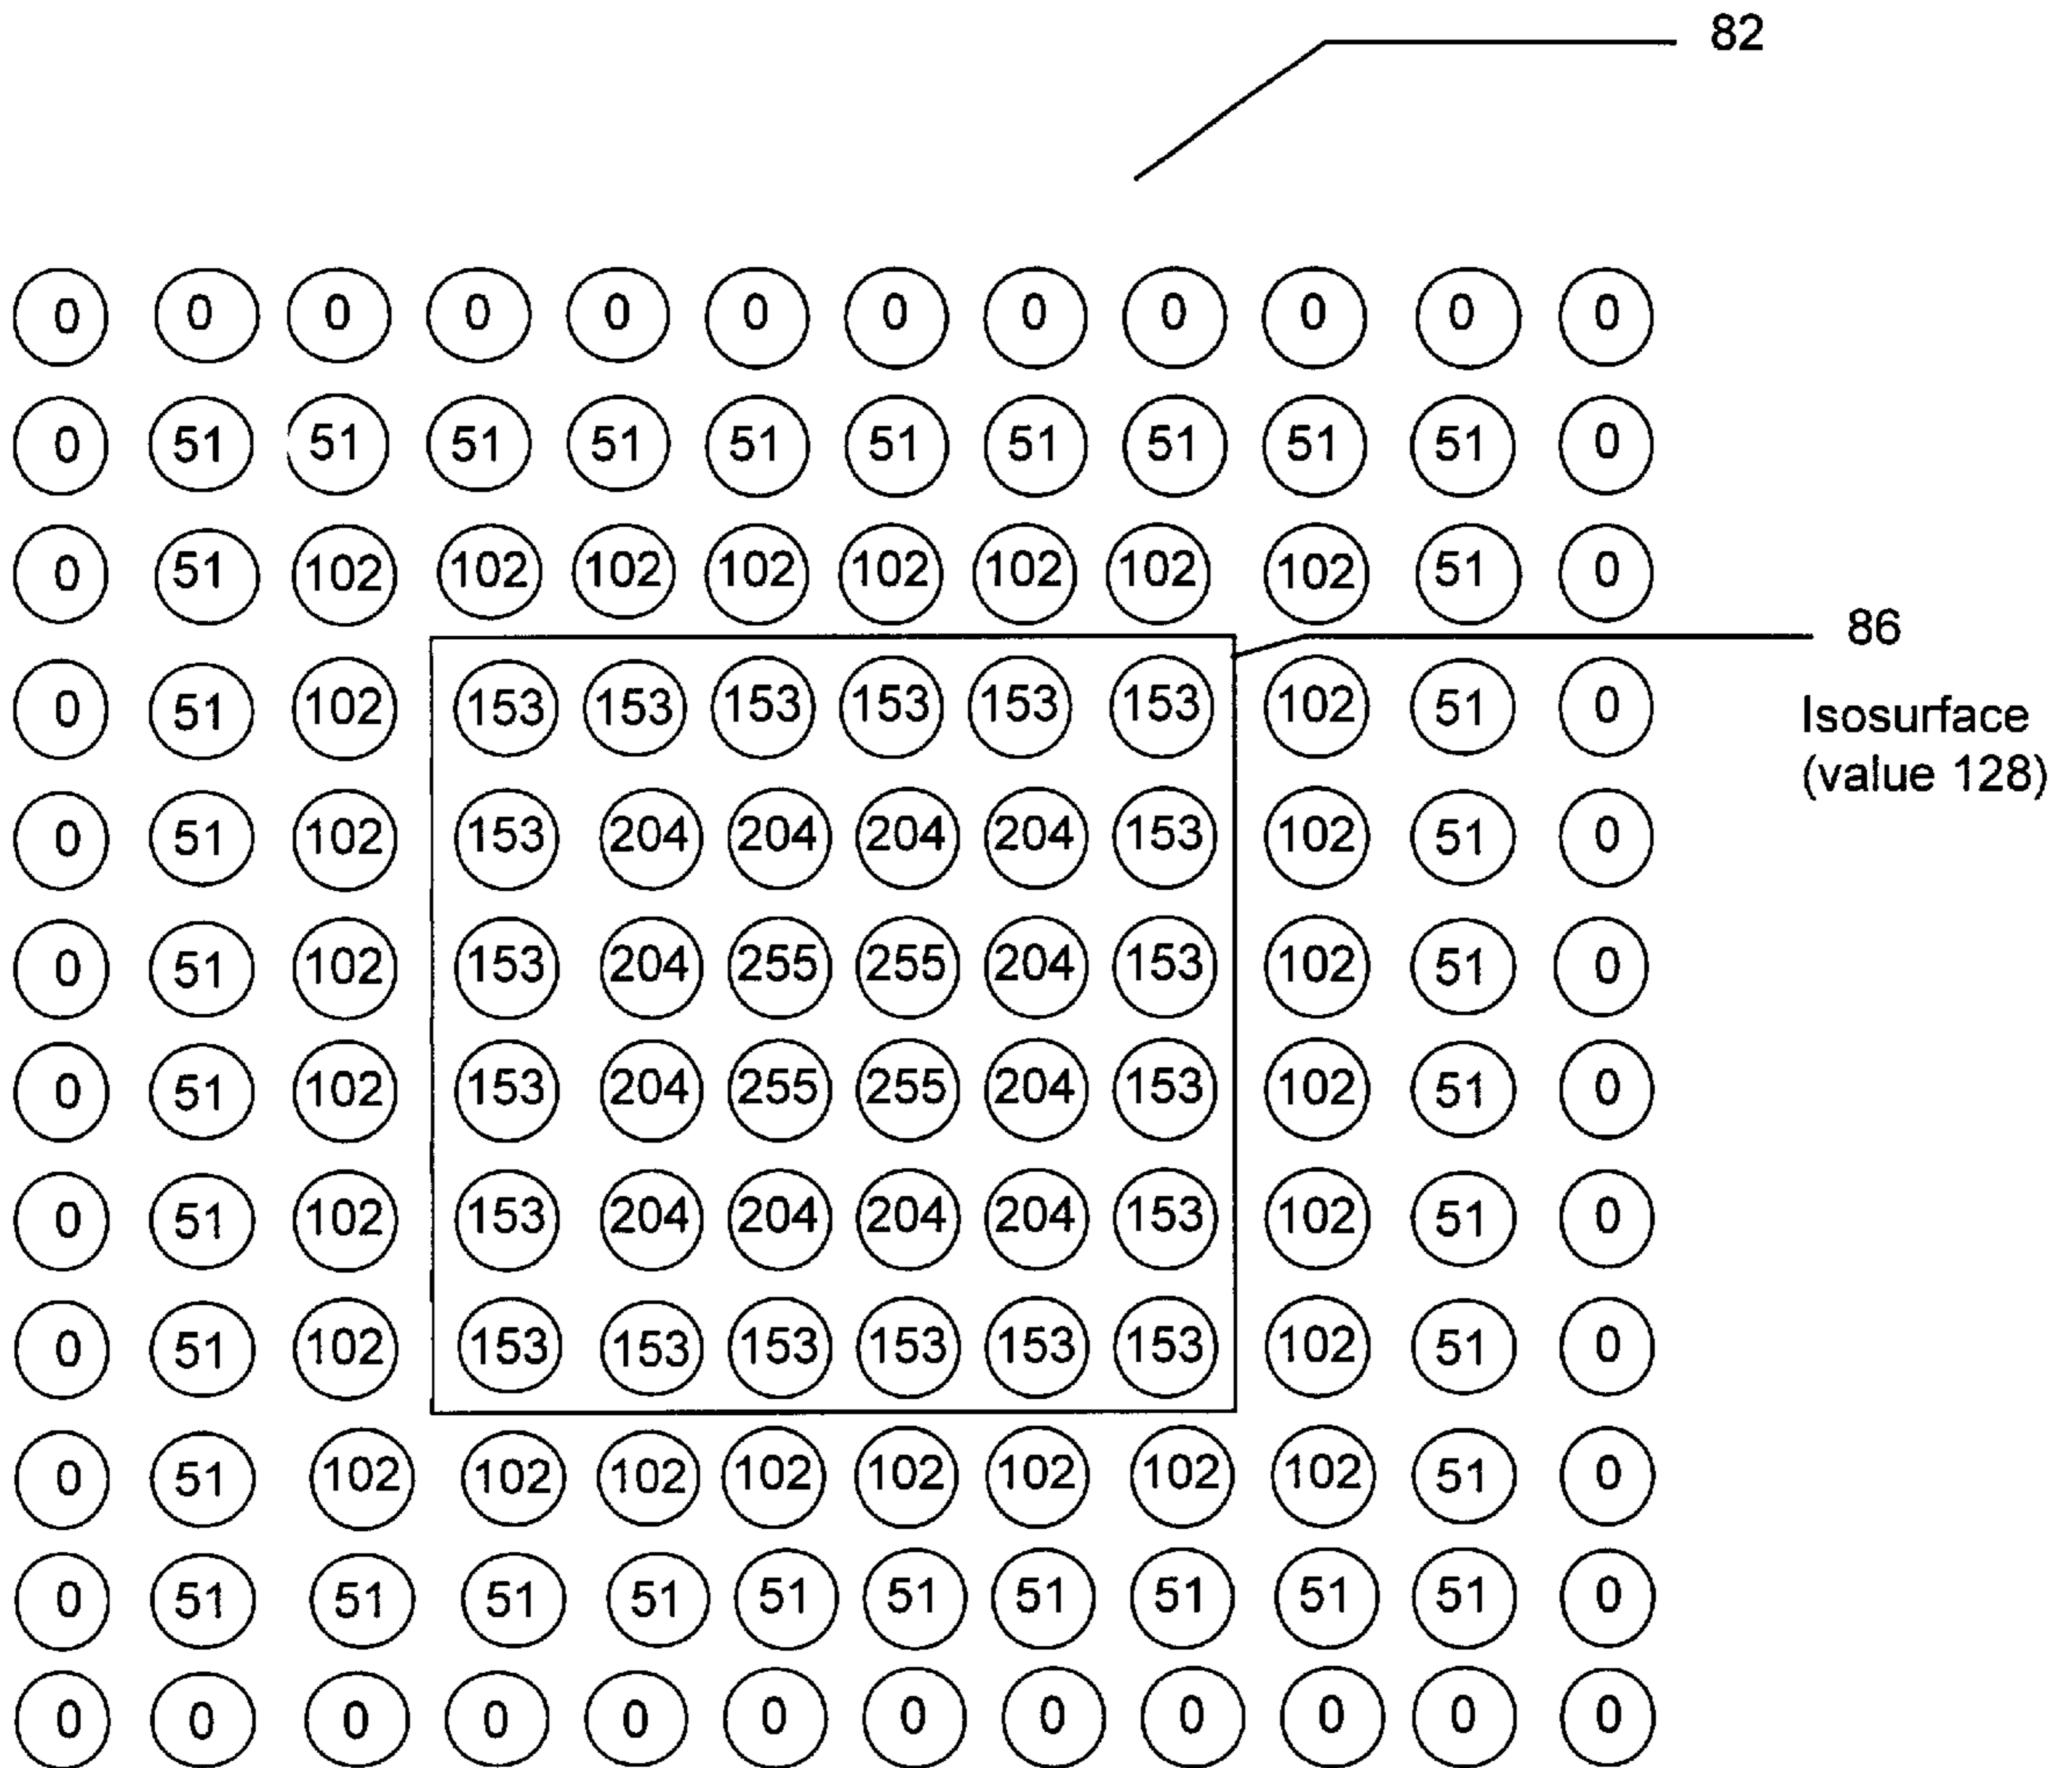 82
0 0 0 0 0 0 0 0 0 0 0 0
0 51 51 51 51 51 51 51 51 51 51 0
0 51 102 102 102 102 102 102 102 102 51 0
86
0 51 102 153 153 153 153 153 153 102 51 0
Isosurface
(value 128)
0 51 102 153 204 204 204 204 153 102 51 0
0 51 102 153 204 255 255 204 153 102 51 0
0 51 102 153 204 255 255 204 153 102 51 0
0 51 102 153 204 204 204 204 153 102 51 0
0 51 102 153 153 153 153 153 153 102 51 0
0 51 102 102 102 102 102 102 102 102 51 0
0 51 51 51 51 51 51 51 51 51 51 0
0 0 0 0 0 0 0 0 0 0 0 0